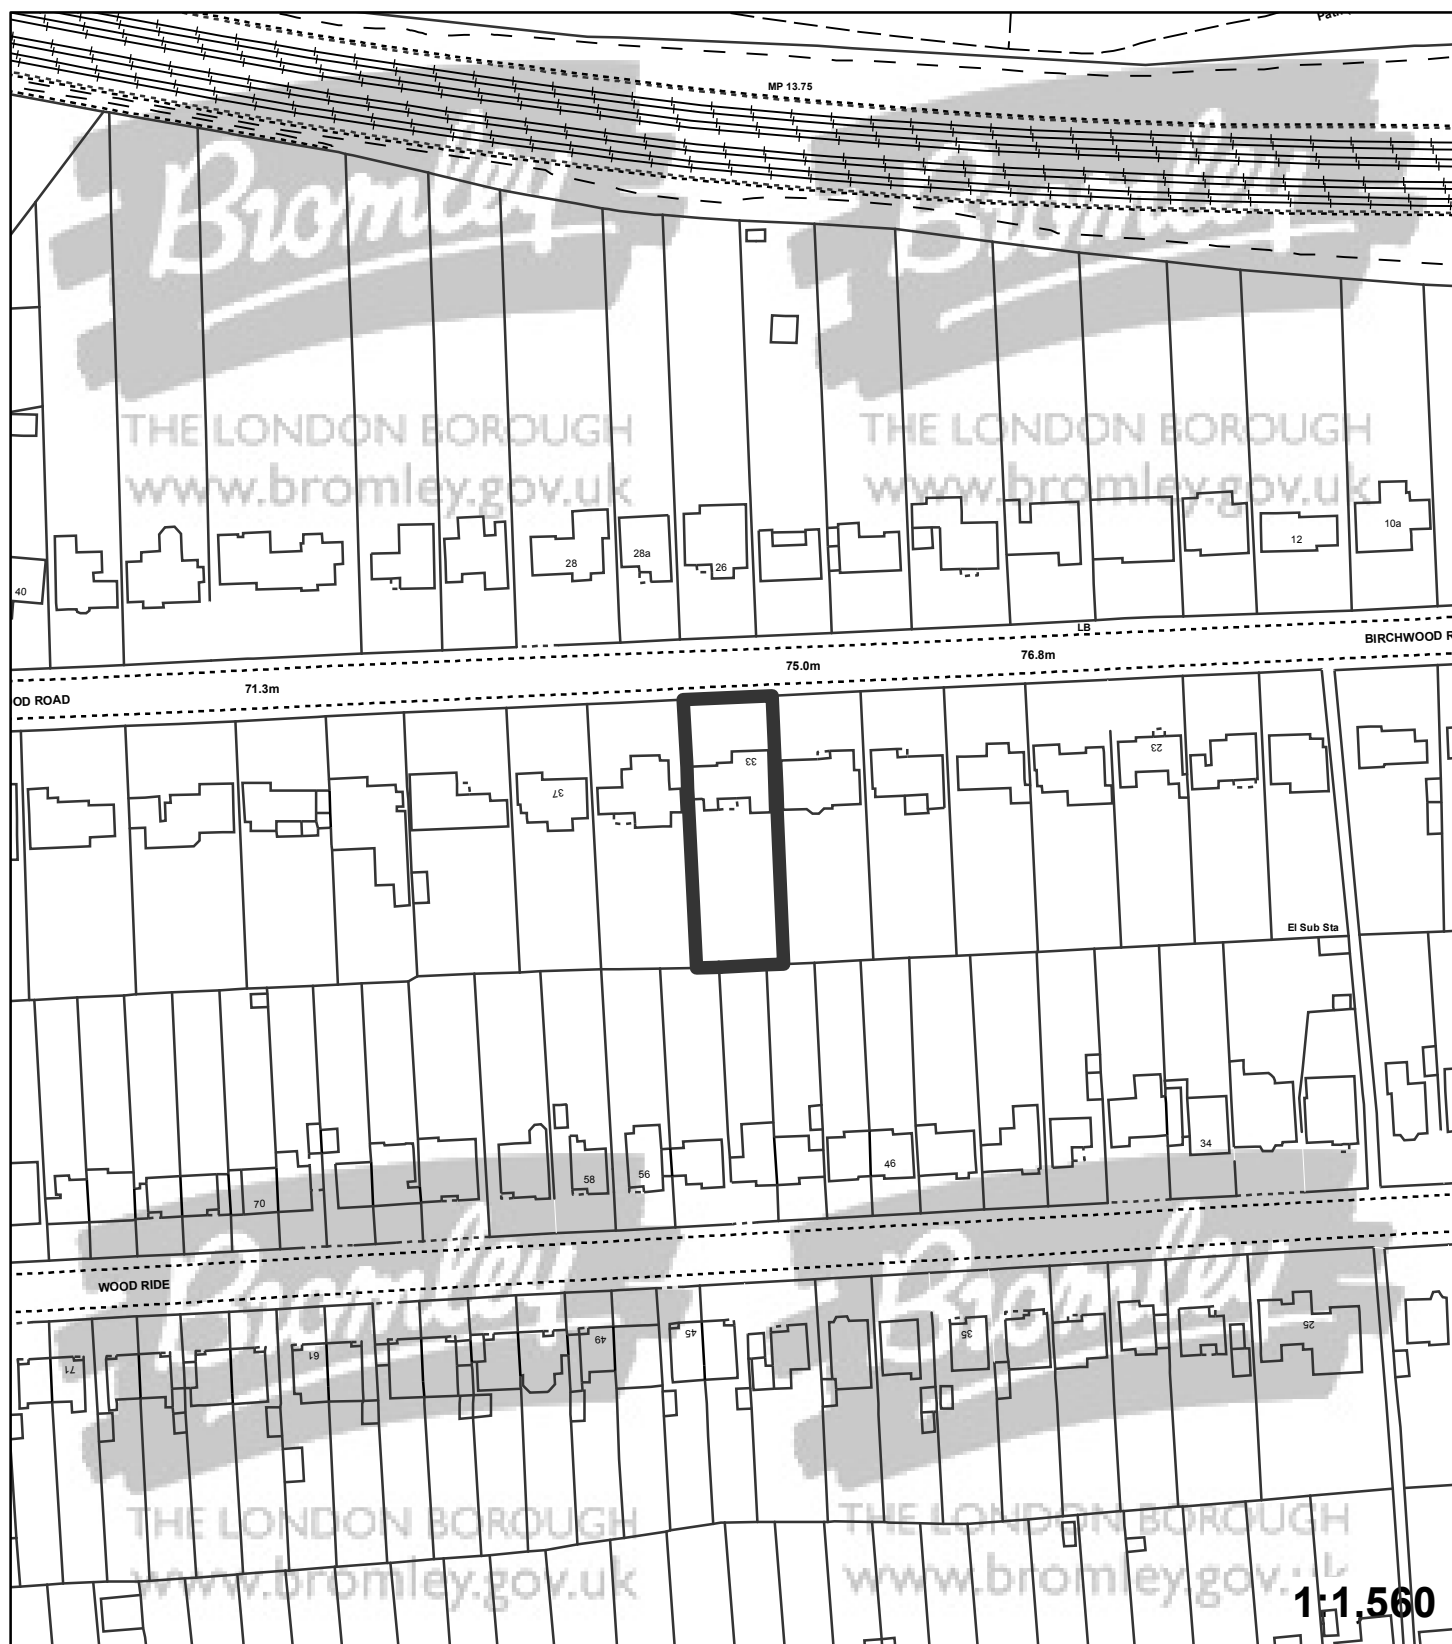 Path
MP 13.75
Bromley
Bromley
THE LONDON BOROUGH
www.bromley.gov.uk
THE LONDON BOROUGH
www.bromley.gov.uk
40
28
28a
26
12
10a
LB
BIRCHWOOD R
75.0m
76.8m
71.3m
OD ROAD
33
23
37
El Sub Sta
34
46
56
58
70
WOOD RIDE
Bromley
Bromley
71
61
49
45
35
25
THE LONDON BOROUGH
www.bromley.gov.uk
THE LONDON BOROUGH
www.bromley.gov.uk
1:1,560